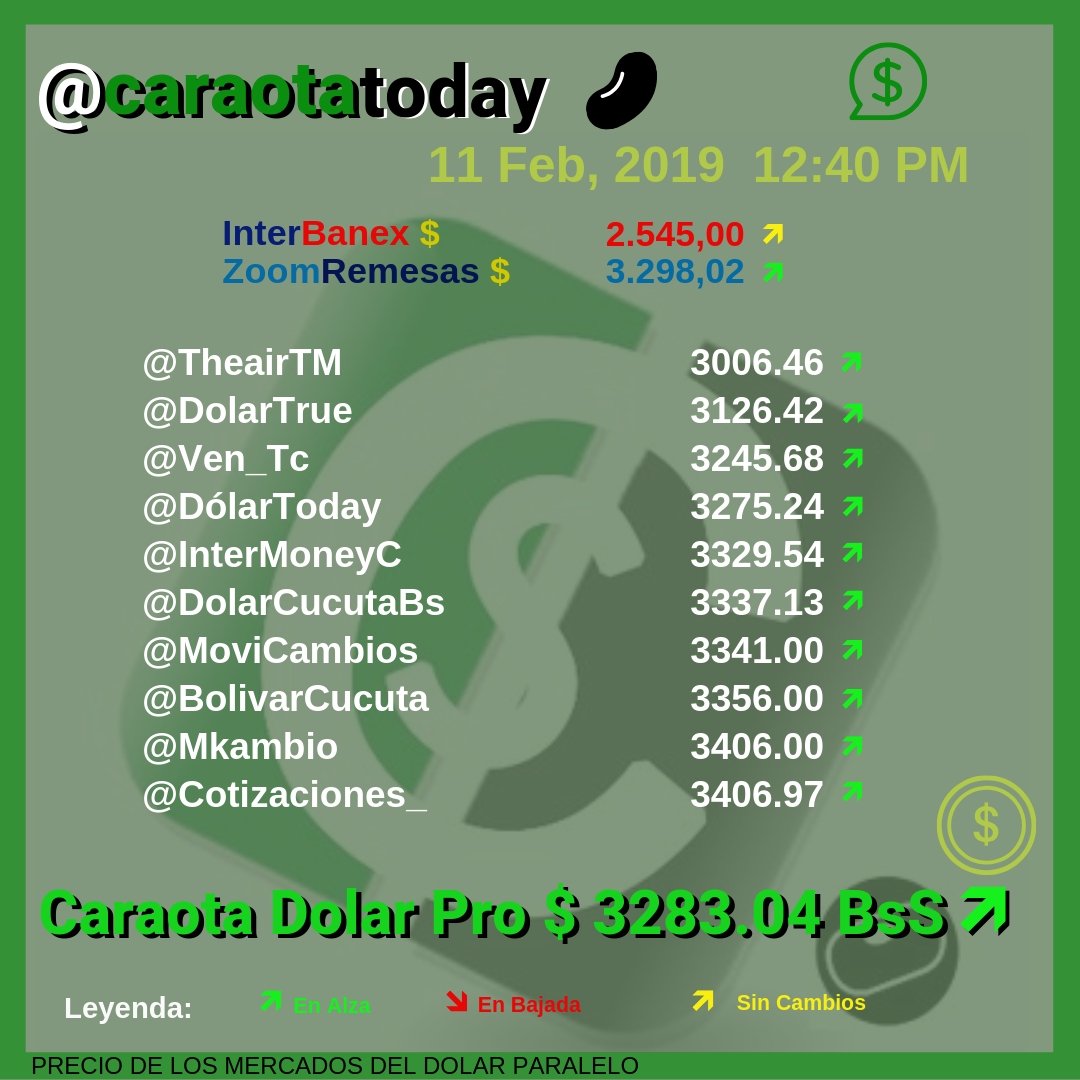 @caraotatoday
$
11 Feb, 2019 12:40 PM
InterBanex $ 2.545,00
ZoomRemesas $ 3.298,02
@TheairTM 3006.46
@DolarTrue 3126.42
@Ven_Tc 3245.68
@DólarToday 3275.24
@InterMoneyC 3329.54
@DolarCucutaBs 3337.13
@MoviCambios 3341.00
@BolivarCucuta 3356.00
@Mkambio 3406.00
@Cotizaciones_ 3406.97
$
Caraota Dolar Pro $ 3283.04 BsS
Leyenda: En Alza En Bajada Sin Cambios
PRECIO DE LOS MERCADOS DEL DOLAR PARALELO